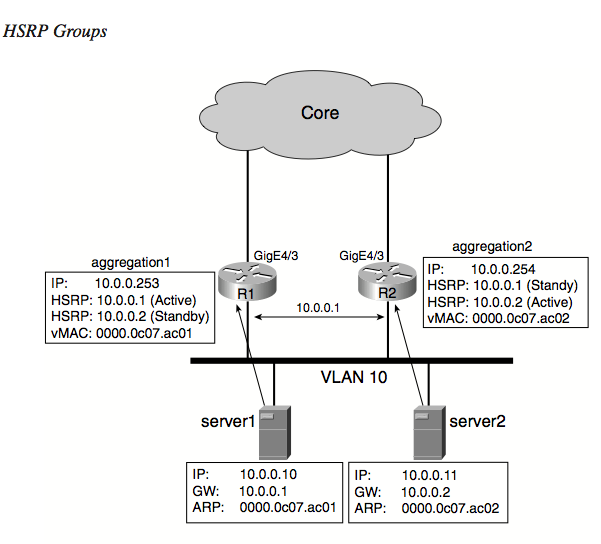 HSRP Groups
Core
GigE4/3
GigE4/3
aggregation1
IP: 10.0.0.253
HSRP: 10.0.0.1 (Active)
HSRP: 10.0.0.2 (Standby)
vMAC: 0000.0c07.ac01
aggregation2
IP: 10.0.0.254
HSRP: 10.0.0.1 (Standy)
HSRP: 10.0.0.2 (Active)
vMAC: 0000.0c07.ac02
R1
R2
10.0.0.1
VLAN 10
server1
server2
IP: 10.0.0.10
GW: 10.0.0.1
ARP: 0000.0c07.ac01
IP: 10.0.0.11
GW: 10.0.0.2
ARP: 0000.0c07.ac02